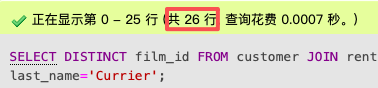 正在显示第 0 - 25 行 (共 26 行, 查询花费 0.0007 秒。)
SELECT DISTINCT film_id FROM customer JOIN rent
last_name='Currier';